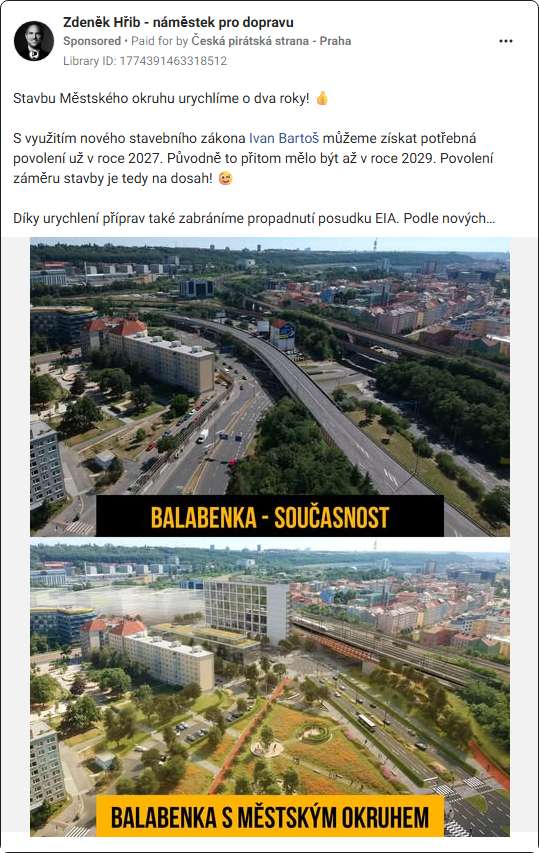 Zdeněk Hřib - náměstek pro dopravu
Sponsored • Paid for by Česká pirátská strana - Praha
Library ID: 1774391463318512
Stavbu Městského okruhu urychlíme o dva roky! 👍
S využitím nového stavebního zákona Ivan Bartoš můžeme získat potřebná
povolení už v roce 2027. Původně to přitom mělo být až v roce 2029. Povolení
záměru stavby je tedy na dosah! 😉
Díky urychlení příprav také zabráníme propadnutí posudku EIA. Podle nových...
BALABENKA - SOUČASNOST
BALABENKA S MĚSTSKÝM OKRUHEM